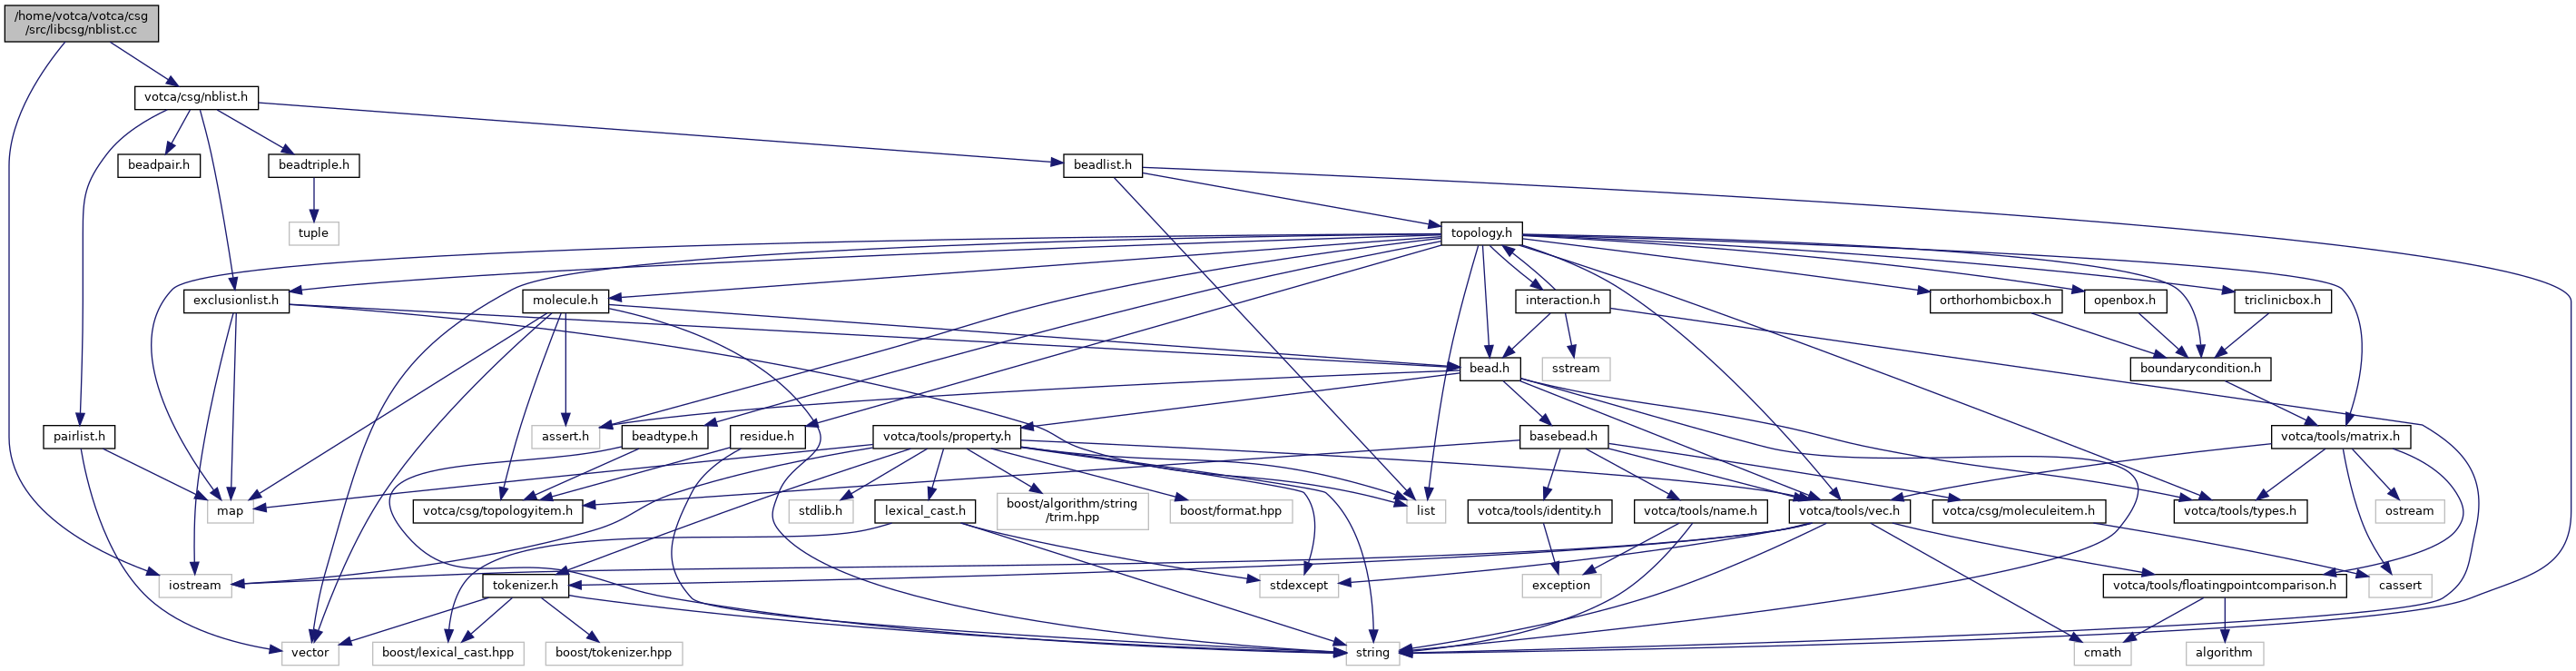 /home/votca/votca/csg
/src/libcsg/nblist.cc
votca/csg/nblist.h
beadpair.h
beadtriple.h
beadlist.h
tuple
topology.h
exclusionlist.h
molecule.h
interaction.h
orthorhombicbox.h
openbox.h
triclinicbox.h
bead.h
sstream
boundarycondition.h
pairlist.h
assert.h
beadtype.h
residue.h
votca/tools/property.h
basebead.h
votca/tools/matrix.h
map
votca/csg/topologyitem.h
stdlib.h
lexical_cast.h
boost/algorithm/string
/trim.hpp
boost/format.hpp
list
votca/tools/identity.h
votca/tools/name.h
votca/tools/vec.h
votca/csg/moleculeitem.h
votca/tools/types.h
ostream
iostream
tokenizer.h
stdexcept
exception
votca/tools/floatingpointcomparison.h
cassert
vector
boost/lexical_cast.hpp
boost/tokenizer.hpp
string
cmath
algorithm